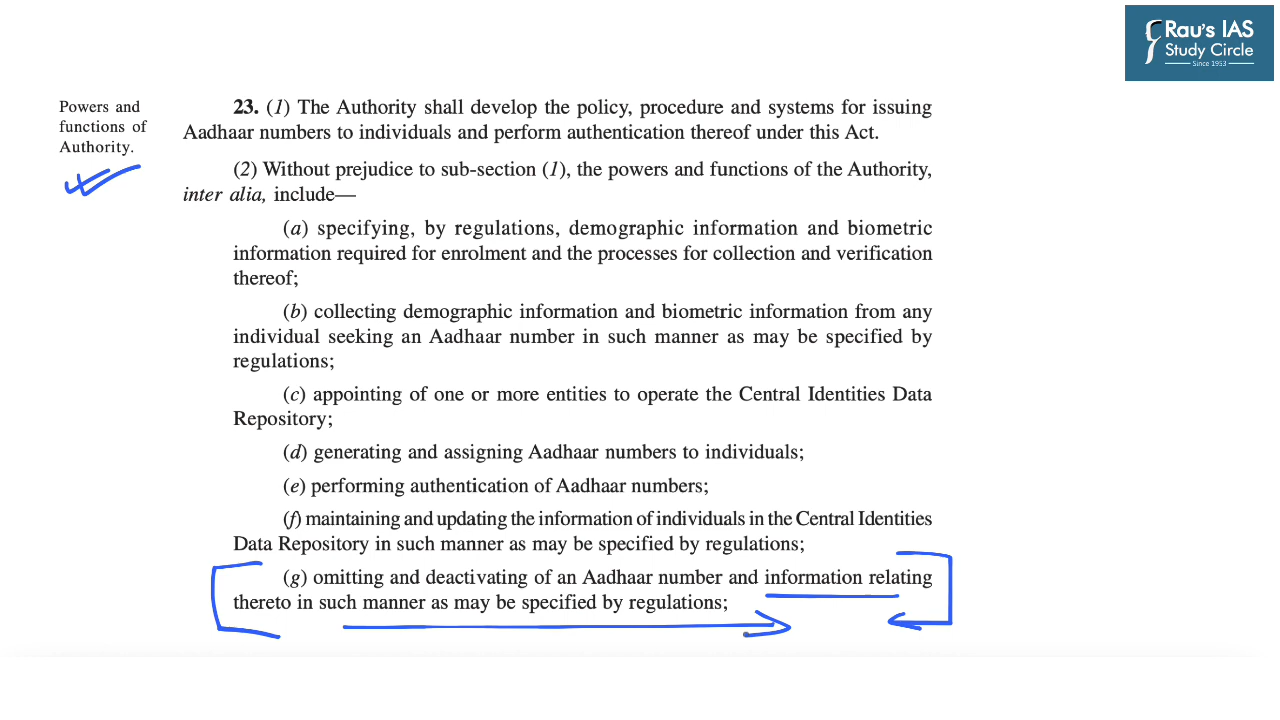 Rau's IAS
Study Circle
Since 1953
Powers and
functions of
Authority.
23. (1) The Authority shall develop the policy, procedure and systems for issuing
Aadhaar numbers to individuals and perform authentication thereof under this Act.
(2) Without prejudice to sub-section (1), the powers and functions of the Authority,
inter alia, include—
(a) specifying, by regulations, demographic information and biometric
information required for enrolment and the processes for collection and verification
thereof;
(b) collecting demographic information and biometric information from any
individual seeking an Aadhaar number in such manner as may be specified by
regulations;
(c) appointing of one or more entities to operate the Central Identities Data
Repository;
(d) generating and assigning Aadhaar numbers to individuals;
(e) performing authentication of Aadhaar numbers;
(f) maintaining and updating the information of individuals in the Central Identities
Data Repository in such manner as may be specified by regulations;
(g) omitting and deactivating of an Aadhaar number and information relating
thereto in such manner as may be specified by regulations;